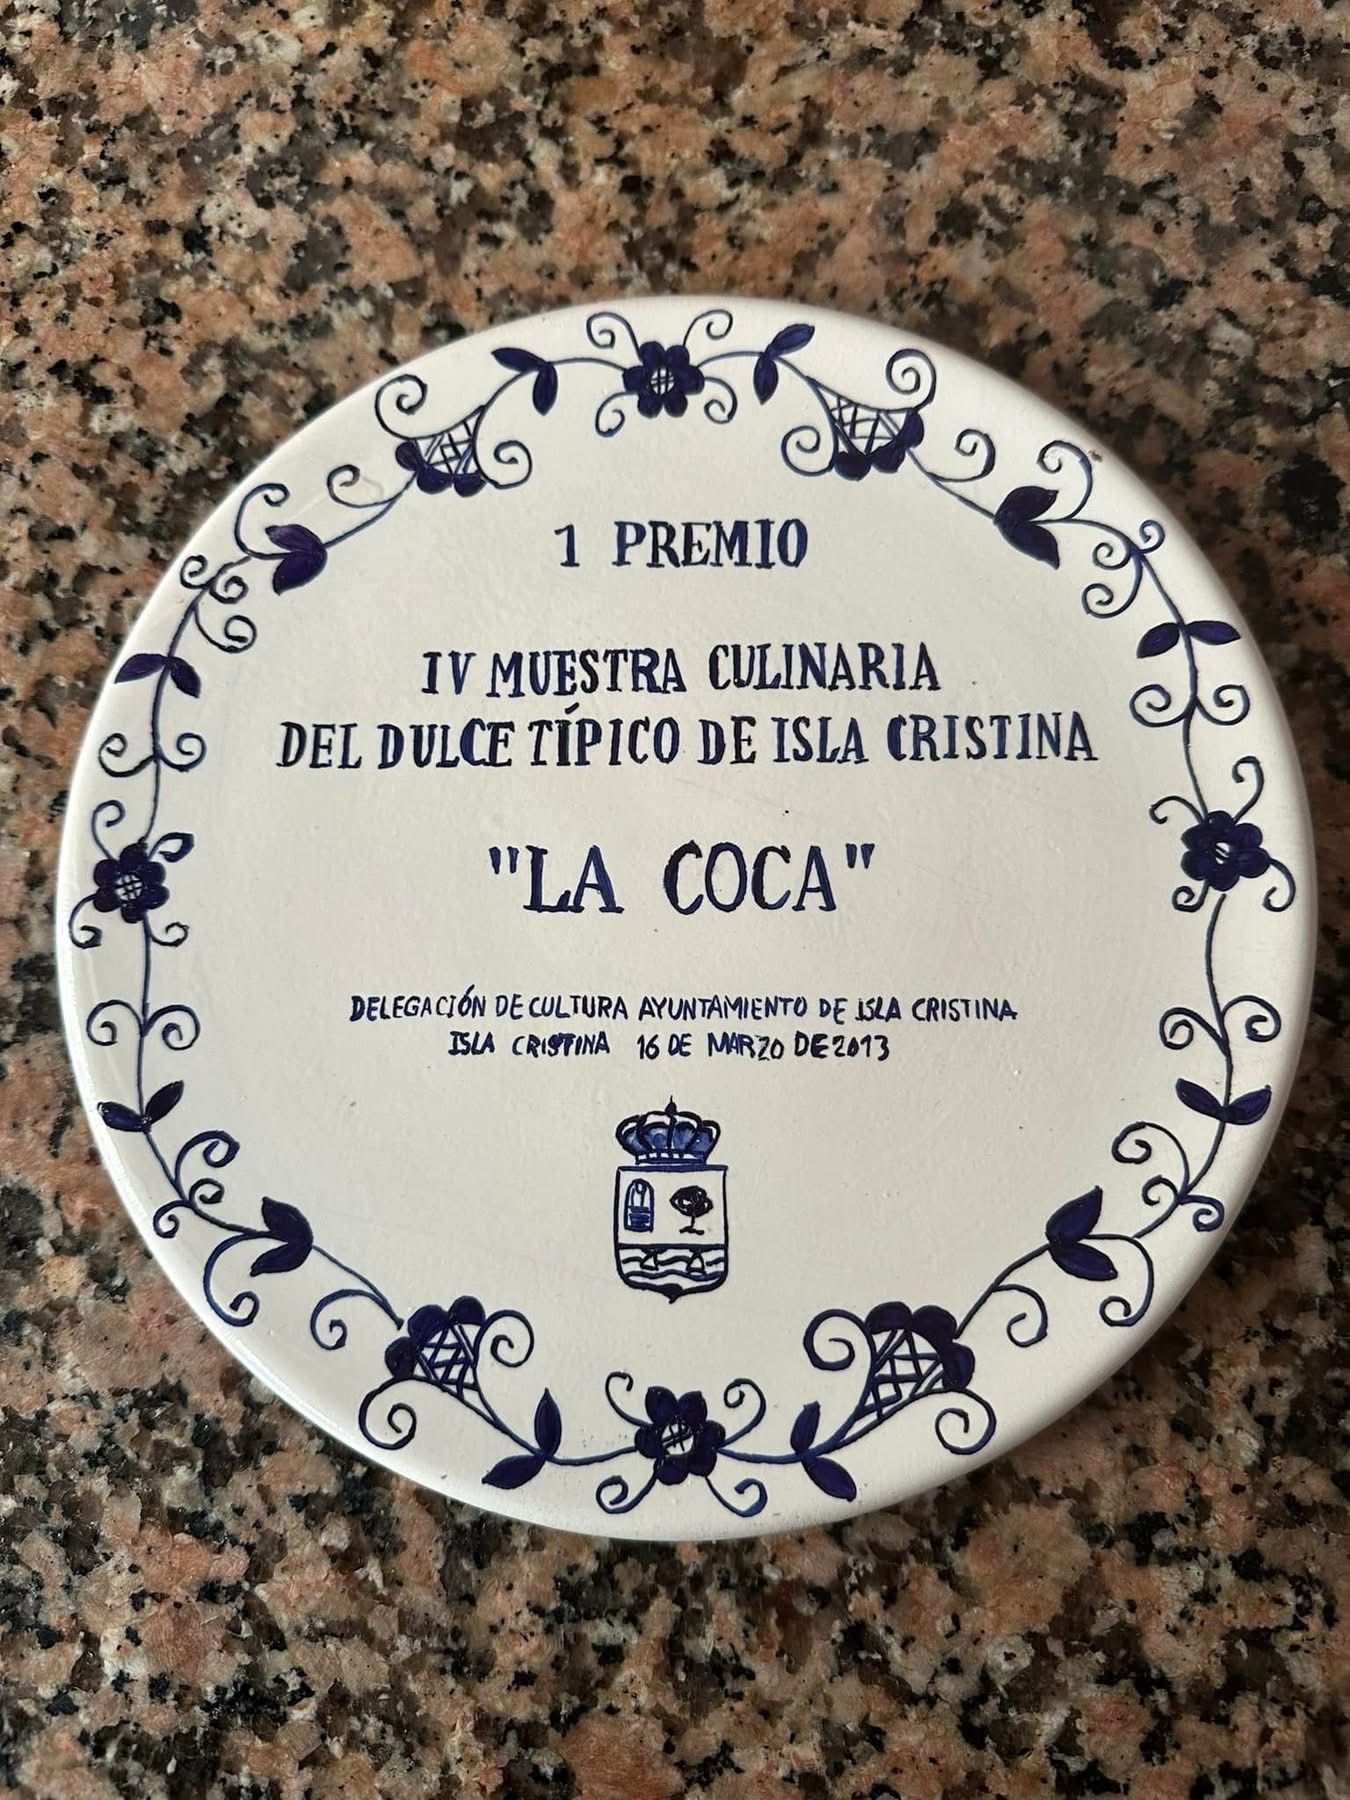 1 PREMIO
IV MUESTRA CULINARIA
DEL DULCE TÍPICO DE ISLA CRISTINA
"LA COCA"
DELEGACIÓN DE CULTURA AYUNTAMIENTO DE ISLA CRISTINA
ISLA CRISTINA 16 DE MARZO DE 2013